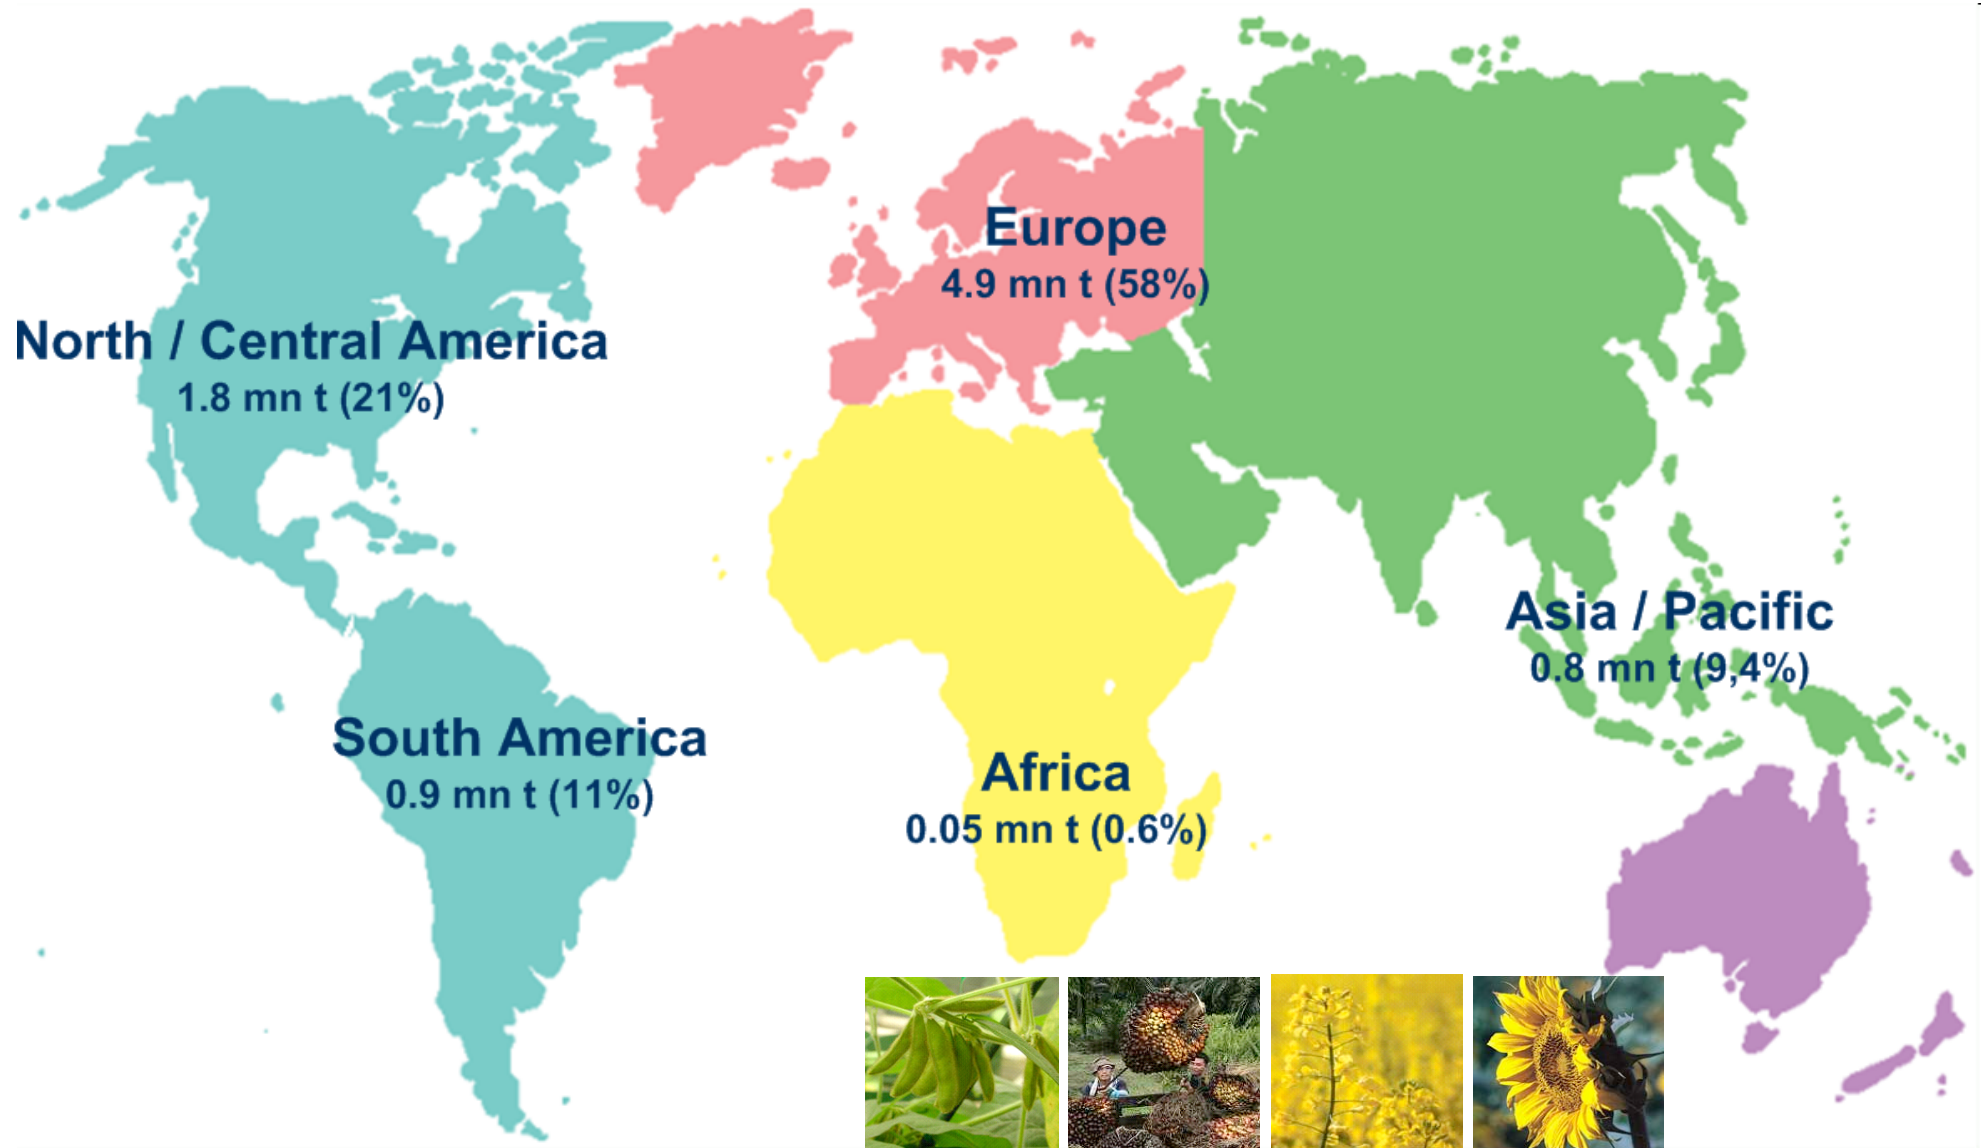 Europe
4.9 mn t (58%)
North / Central America
1.8 mn t (21%)
Asia / Pacific
0.8 mn t (9,4%)
South America
0.9 mn t (11%)
Africa
0.05 mn t (0.6%)